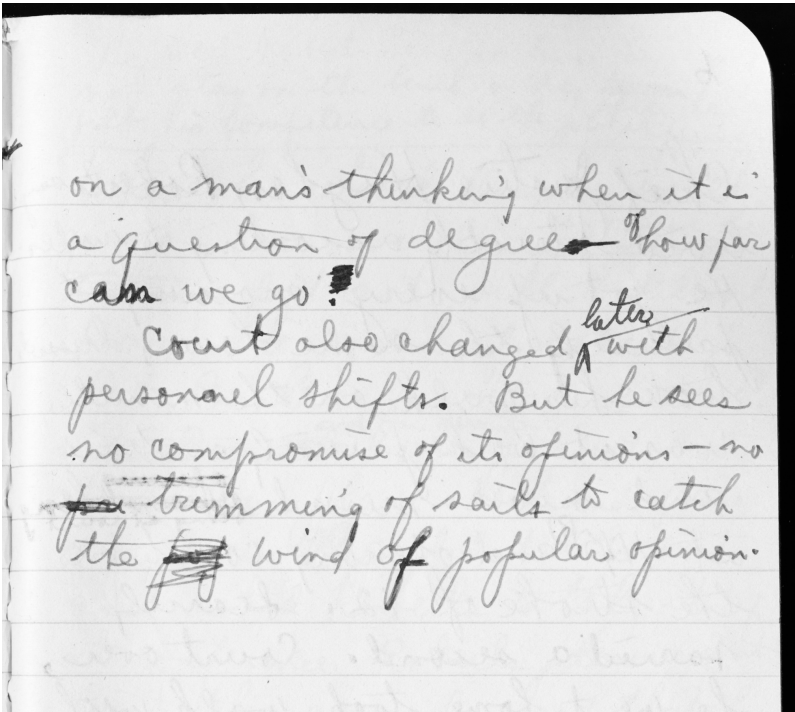 on a man's thinking when it is
a question of degree — of how far
can we go.
Court also changed later with
personnel shifts. But he sees
no compromise of its opinions — no
trimming of sails to catch
the wind of popular opinion.